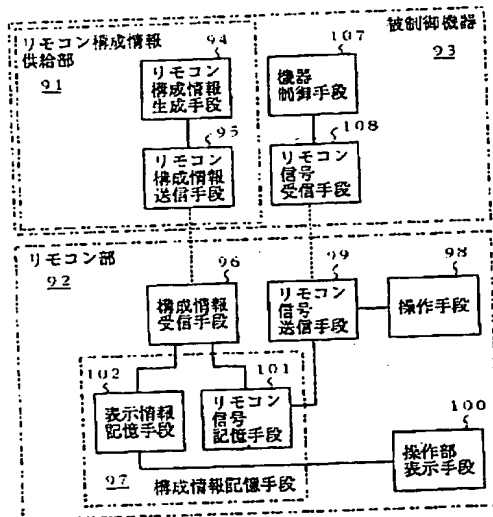 リモコン構成情報
供給部
91
94
リモコン
構成情報
生成手段
95
リモコン
構成情報
送信手段
被制御機器
93
107
機器
制御手段
108
リモコン
信号
受信手段
リモコン部
92
96
構成情報
受信手段
99
リモコン
信号
送信手段
98
操作手段
102
表示情報
記憶手段
101
リモコン
信号
記憶手段
97
構成情報記憶手段
100
操作部
表示手段